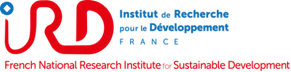 IRD
Institut de Recherche
pour le Développement
FRANCE
French National Research Institute for Sustainable Development